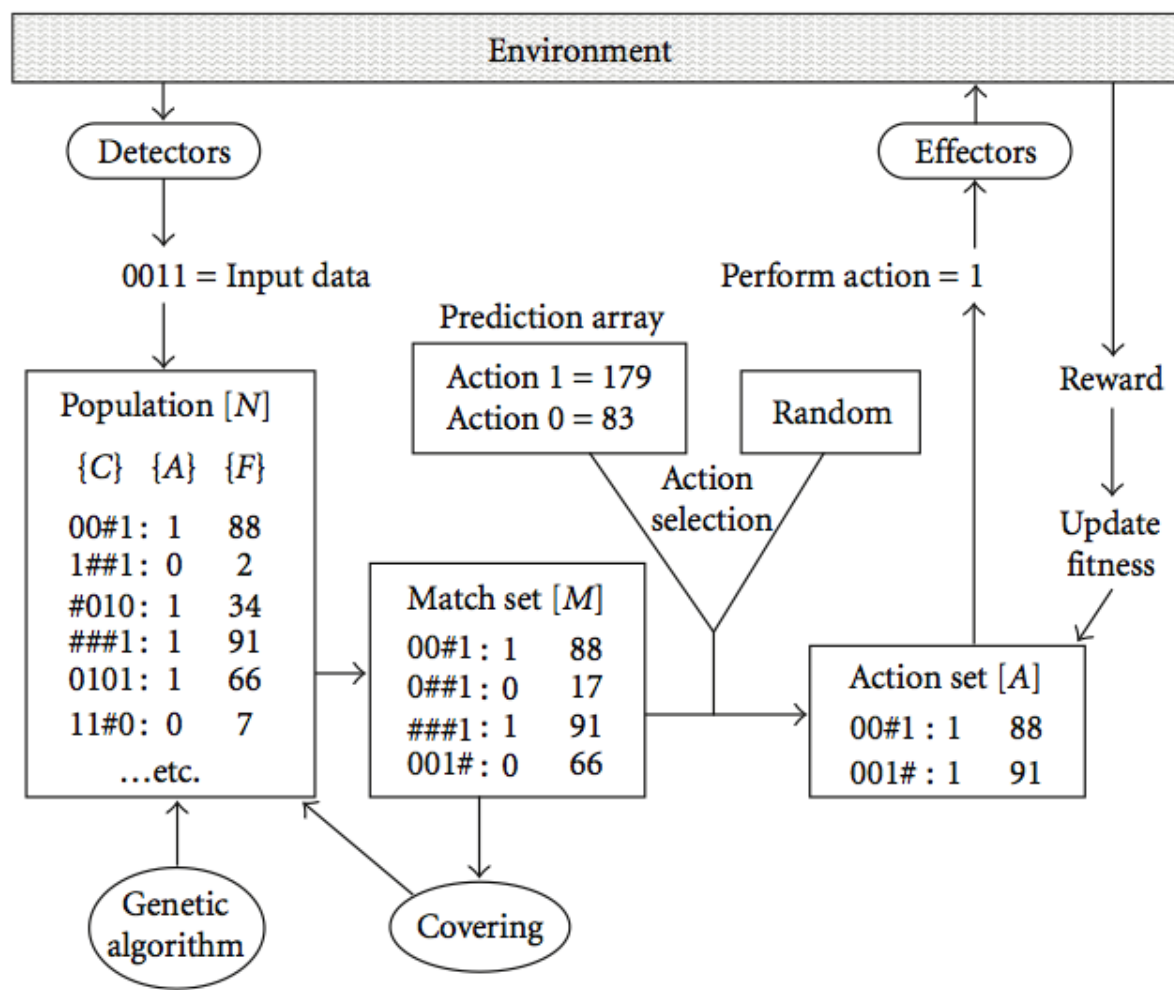 Environment
Detectors
Effectors
0011 = Input data
Perform action = 1
Prediction array
Action 1 = 179
Action 0 = 83
Random
Action
selection
Reward
Update
fitness
Population [N]
{C} {A} {F}
00#1: 1 88
1##1: 0 2
#010: 1 34
###1: 1 91
0101: 1 66
11#0: 0 7
...etc.
Match set [M]
00#1: 1 88
0##1: 0 17
###1: 1 91
001#: 0 66
Action set [A]
00#1: 1 88
001#: 1 91
Genetic
algorithm
Covering